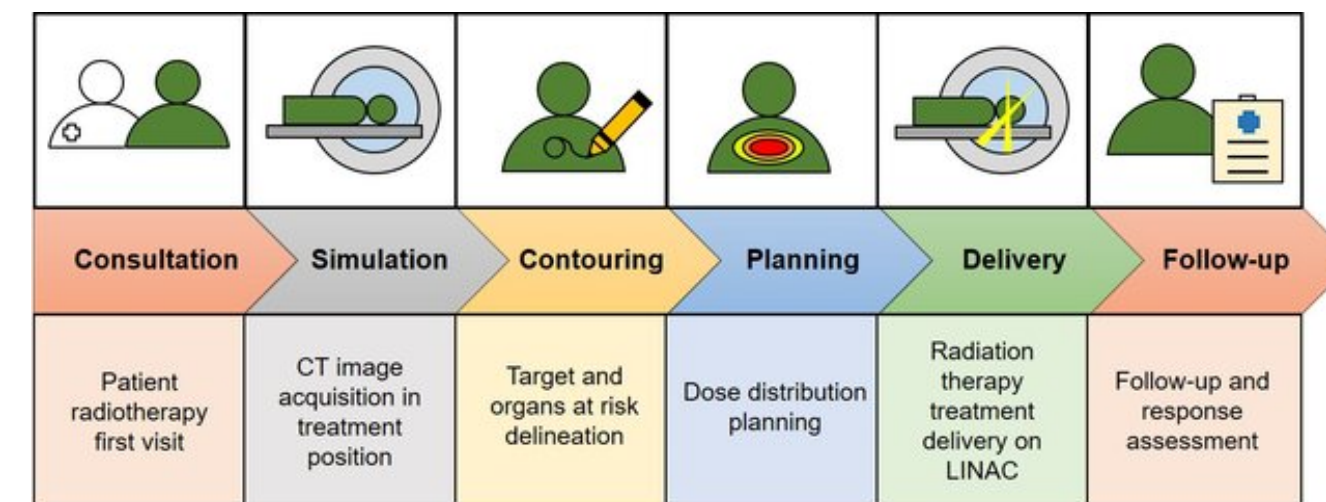 Consultation
Simulation
Contouring
Planning
Delivery
Follow-up
Patient
radiotherapy
first visit
CT image
acquisition in
treatment
position
Target and
organs at risk
delineation
Dose distribution
planning
Radiation
therapy
treatment
delivery on
LINAC
Follow-up and
response
assessment